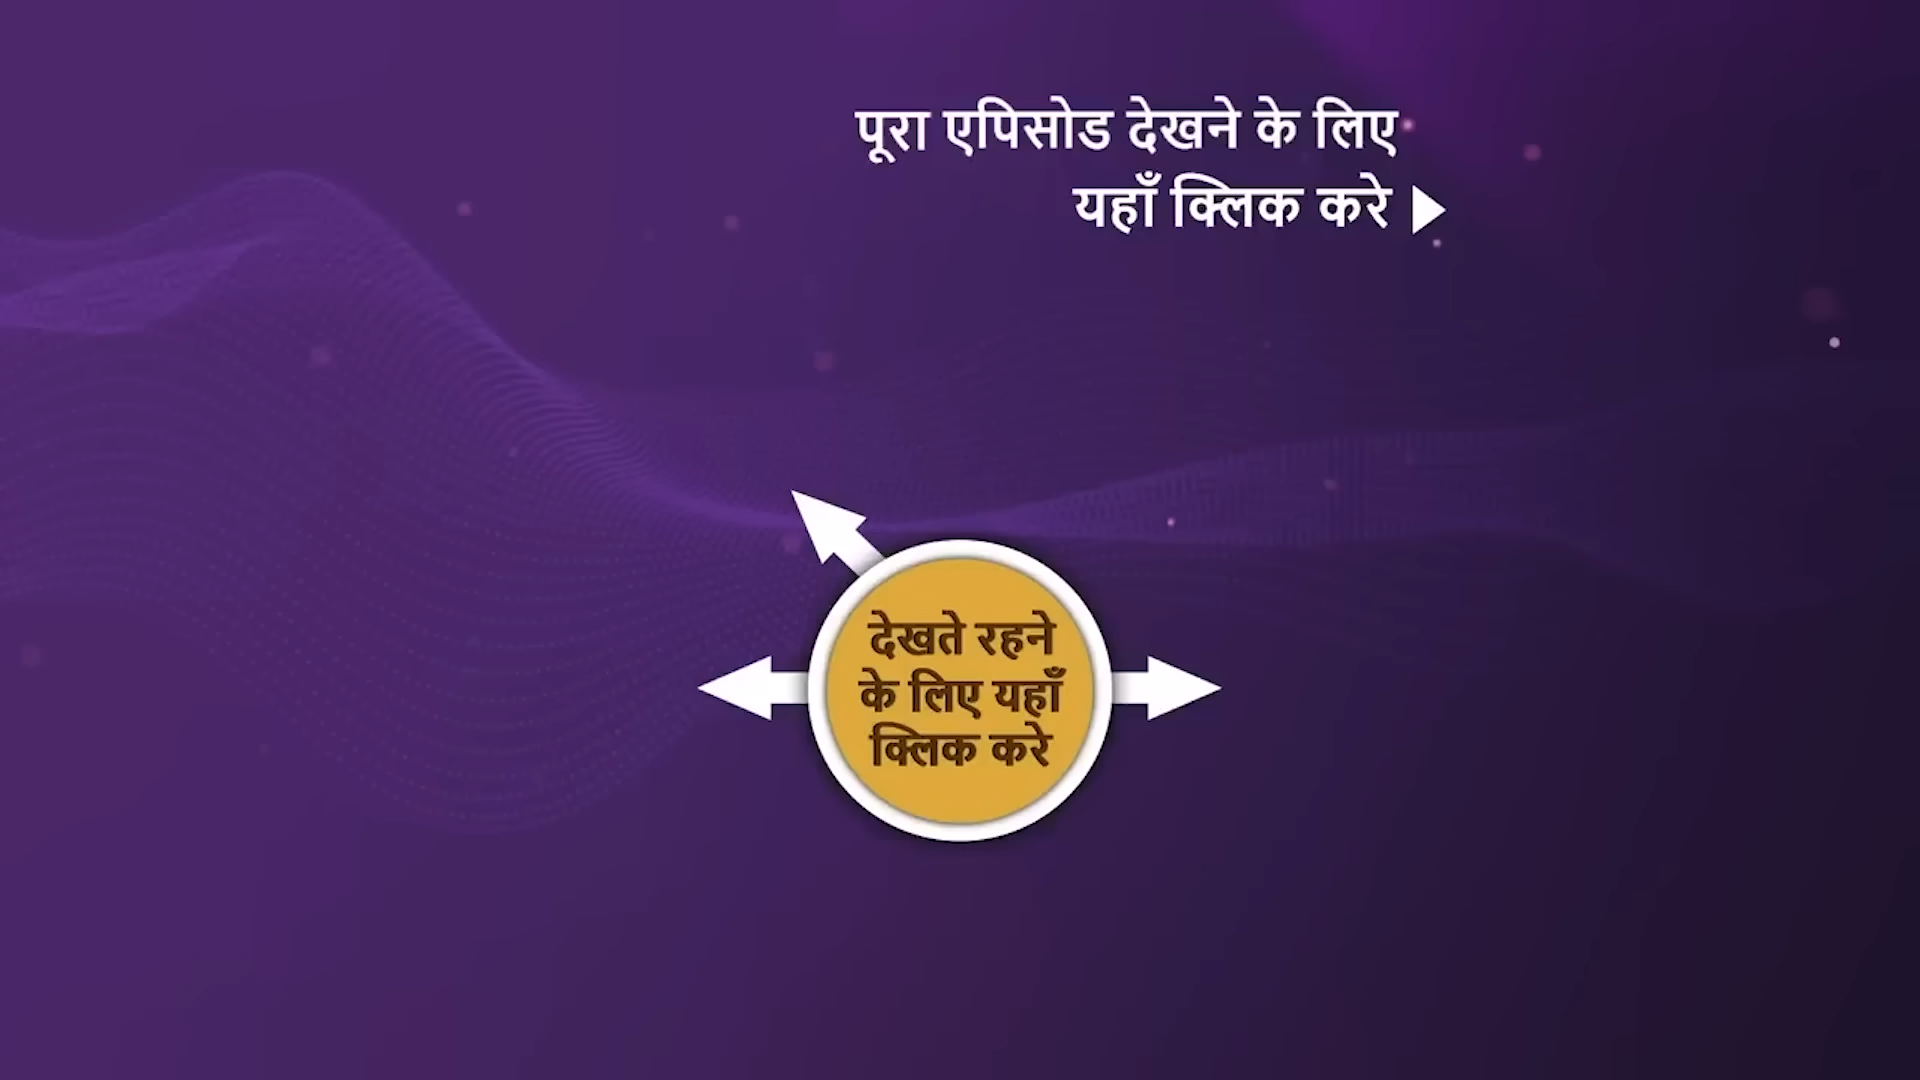 पूरा एपिसोड देखने के लिए
यहाँ क्लिक करे
देखते रहने
के लिए यहाँ
क्लिक करे